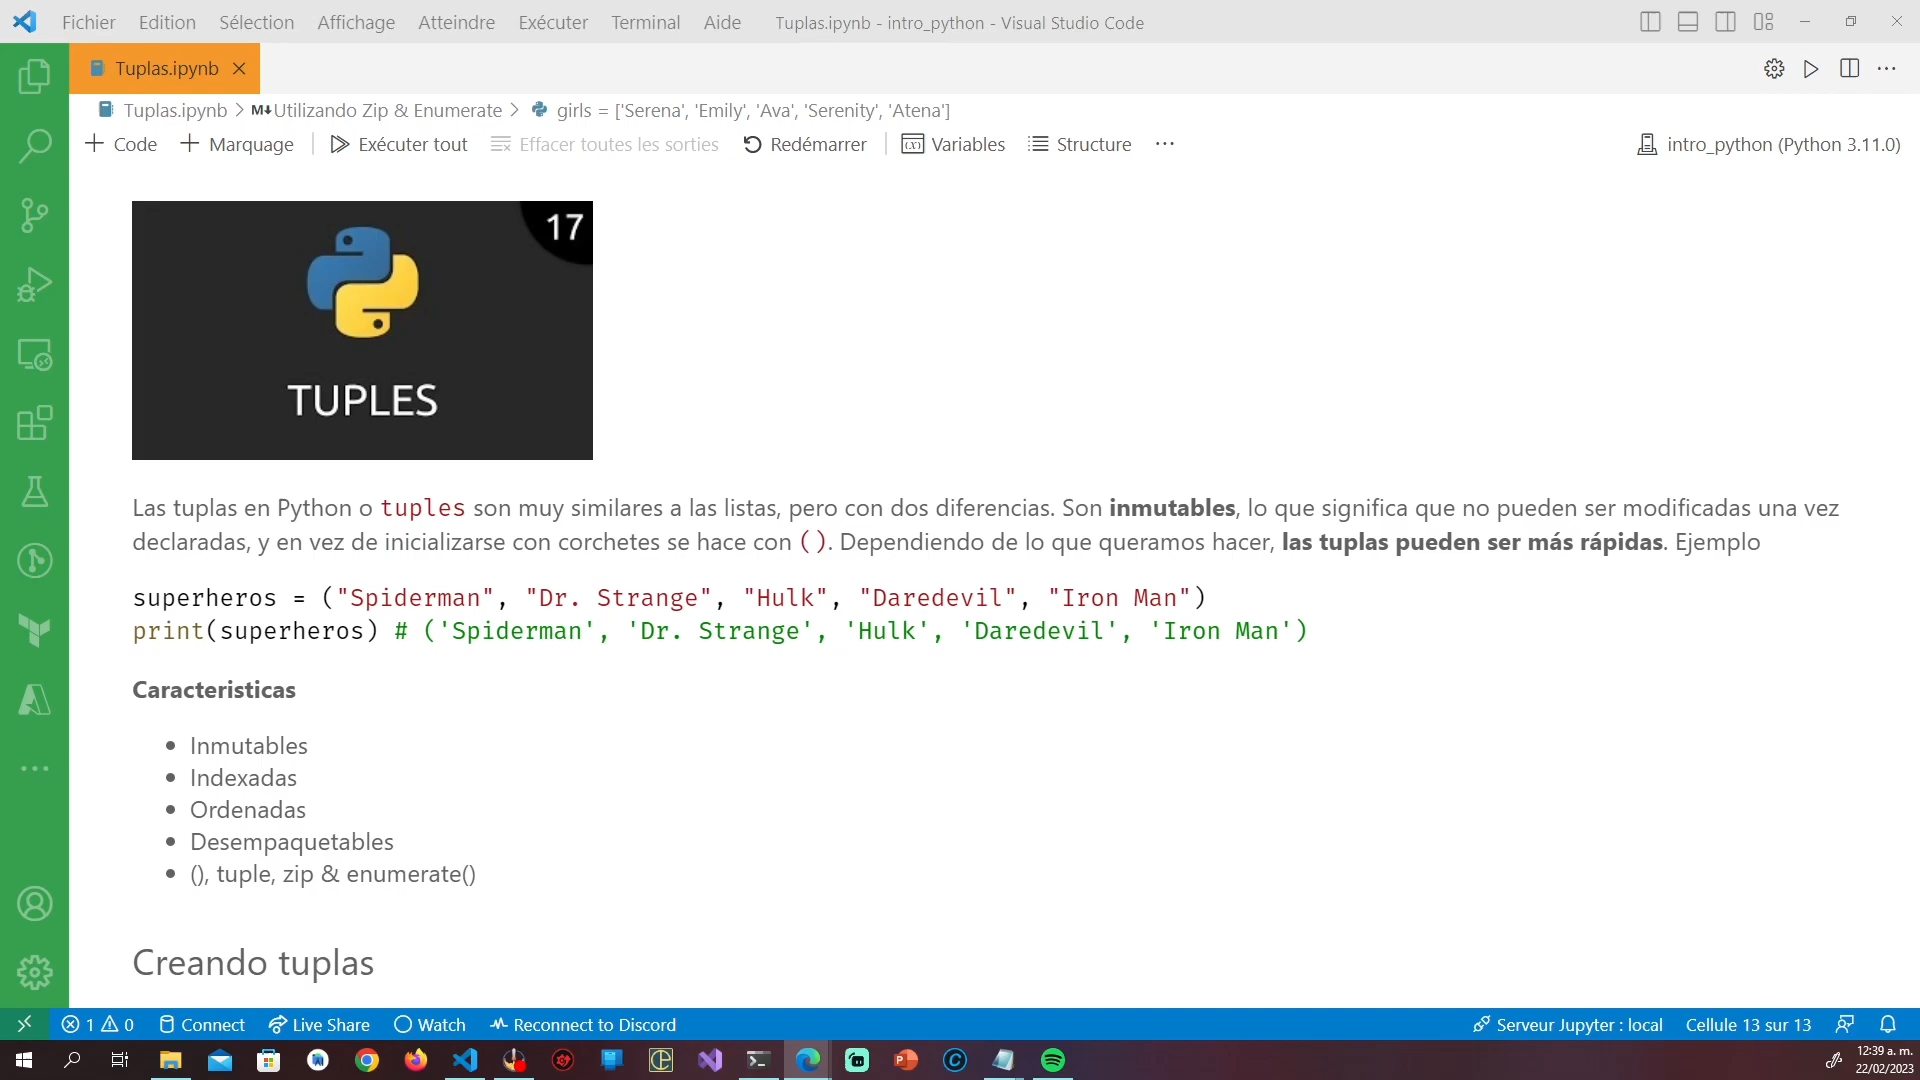 Fichier Edition Sélection Affichage Atteindre Exécuter Terminal Aide Tuplas.ipynb - intro_python - Visual Studio Code
Tuplas.ipynb
Tuplas.ipynb > M↓Utilizando Zip & Enumerate > girls = ['Serena', 'Emily', 'Ava', 'Serenity', 'Atena']
+ Code + Marquage Exécuter tout Effacer toutes les sorties Redémarrer Variables Structure ... intro_python (Python 3.11.0)
17
TUPLES
Las tuplas en Python o tuples son muy similares a las listas, pero con dos diferencias. Son inmutables, lo que significa que no pueden ser modificadas una vez
declaradas, y en vez de inicializarse con corchetes se hace con (). Dependiendo de lo que queramos hacer, las tuplas pueden ser más rápidas. Ejemplo
superheros = ("Spiderman", "Dr. Strange", "Hulk", "Daredevil", "Iron Man")
print(superheros) # ('Spiderman', 'Dr. Strange', 'Hulk', 'Daredevil', 'Iron Man')
Caracteristicas
• Inmutables
• Indexadas
• Ordenadas
• Desempaquetables
• (), tuple, zip & enumerate()
Creando tuplas
1 0 Connect Live Share Watch Reconnect to Discord Serveur Jupyter : local Cellule 13 sur 13
12:39 a. m.
22/02/2023